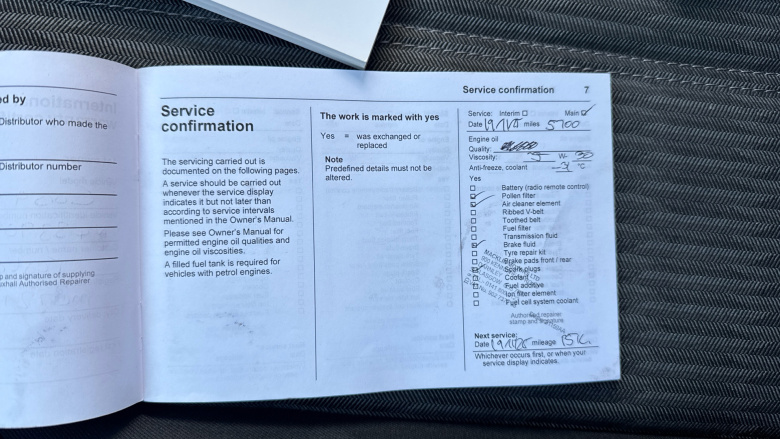 ed by
Distributor who made the
Distributor number
and signature of supplying
Vauxhall Authorised Repairer
Service
confirmation
The servicing carried out is
documented on the following pages.
A service should be carried out
whenever the service display
indicates it but not later than
according to service intervals
mentioned in the Owner's Manual.
Please see Owner's Manual for
permitted engine oil qualities and
engine oil viscosities.
A filled fuel tank is required for
vehicles with petrol engines.
The work is marked with yes
Yes = was exchanged or
replaced
Note
Predefined details must not be
altered.
Service confirmation 7
Service: Interim Main
Date miles 5700
Engine oil
Quality:
Viscosity: 5 W- 30
Anti-freeze, coolant °C
Yes
Battery (radio remote control)
Pollen filter
Air cleaner element
Ribbed V-belt
Toothed belt
Fuel filter
Transmission fluid
Brake fluid
Tyre repair kit
Brake pads front / rear
Spark plugs
Coolant
Fuel additive
Ion filter element
Fuel cell system coolant
Authorised repairer
stamp and signature
Next service:
Date mileage 15K
Whichever occurs first, or when your
service display indicates.